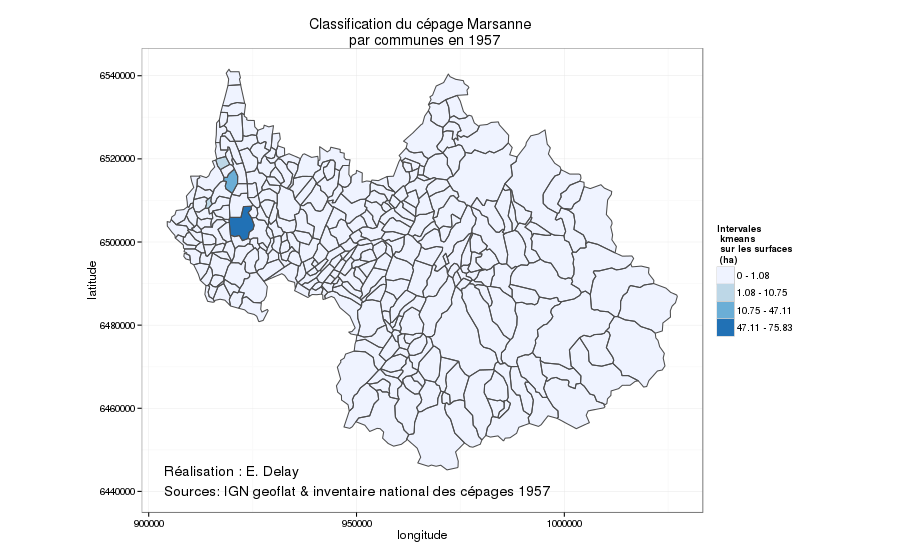 Classification du cépage Marsanne
par communes en 1957
6540000
6520000
6500000
6480000
6460000
6440000
latitude
900000
950000
1000000
longitude
Réalisation : E. Delay
Sources: IGN geoflat & inventaire national des cépages 1957
Intervales
kmeans
sur les surfaces
(ha)
0 - 1.08
1.08 - 10.75
10.75 - 47.11
47.11 - 75.83